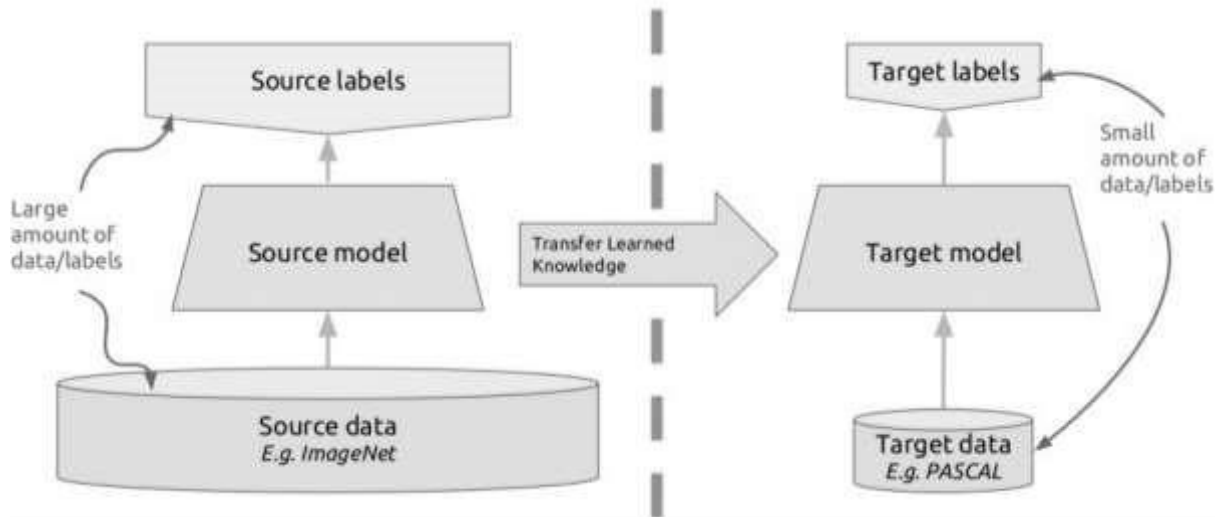 Source labels
Large
amount of
data/labels
Source model
Source data
E.g. ImageNet
Transfer Learned
Knowledge
Target labels
Small
amount of
data/labels
Target model
Target data
E.g. PASCAL